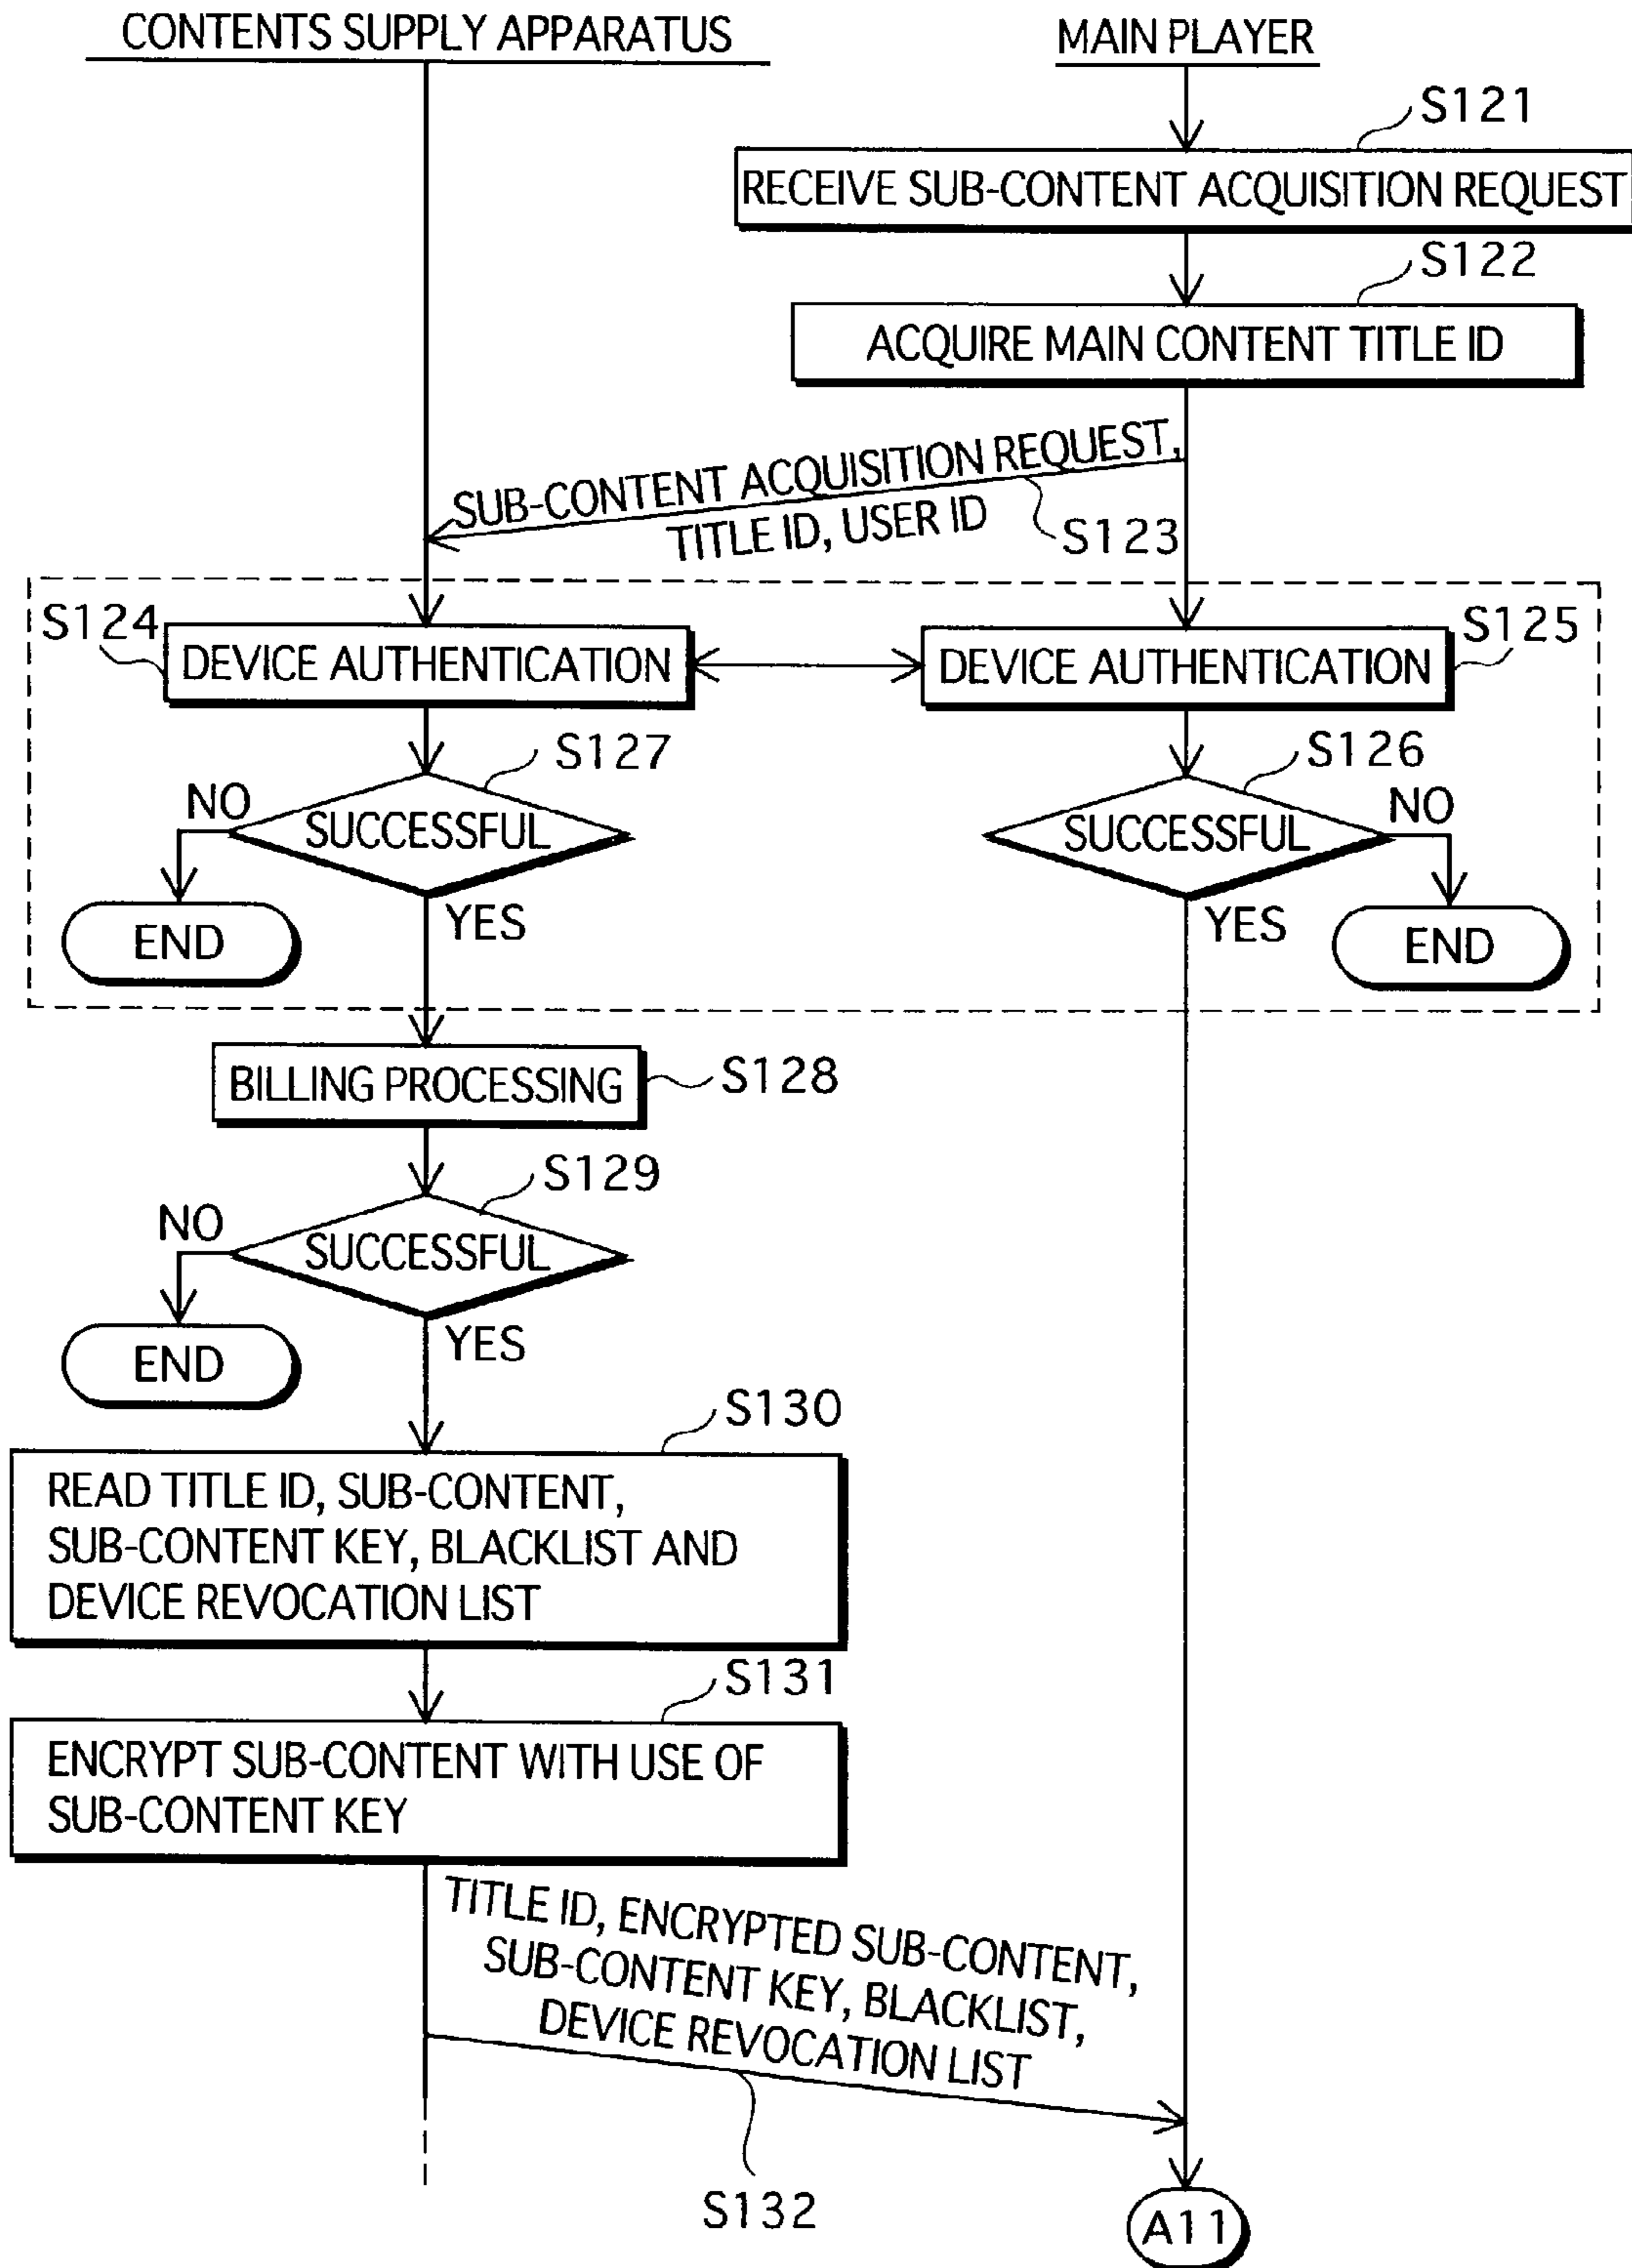 CONTENTS SUPPLY APPARATUS
MAIN PLAYER
S121
RECEIVE SUB-CONTENT ACQUISITION REQUEST
S122
ACQUIRE MAIN CONTENT TITLE ID
SUB-CONTENT ACQUISITION REQUEST,
TITLE ID, USER ID
S123
S124
DEVICE AUTHENTICATION
DEVICE AUTHENTICATION
S125
S127
S126
NO
SUCCESSFUL
SUCCESSFUL
NO
YES
YES
END
END
BILLING PROCESSING
S128
S129
NO
SUCCESSFUL
YES
END
S130
READ TITLE ID, SUB-CONTENT,
SUB-CONTENT KEY, BLACKLIST AND
DEVICE REVOCATION LIST
S131
ENCRYPT SUB-CONTENT WITH USE OF
SUB-CONTENT KEY
TITLE ID, ENCRYPTED SUB-CONTENT,
SUB-CONTENT KEY, BLACKLIST,
DEVICE REVOCATION LIST
S132
A11